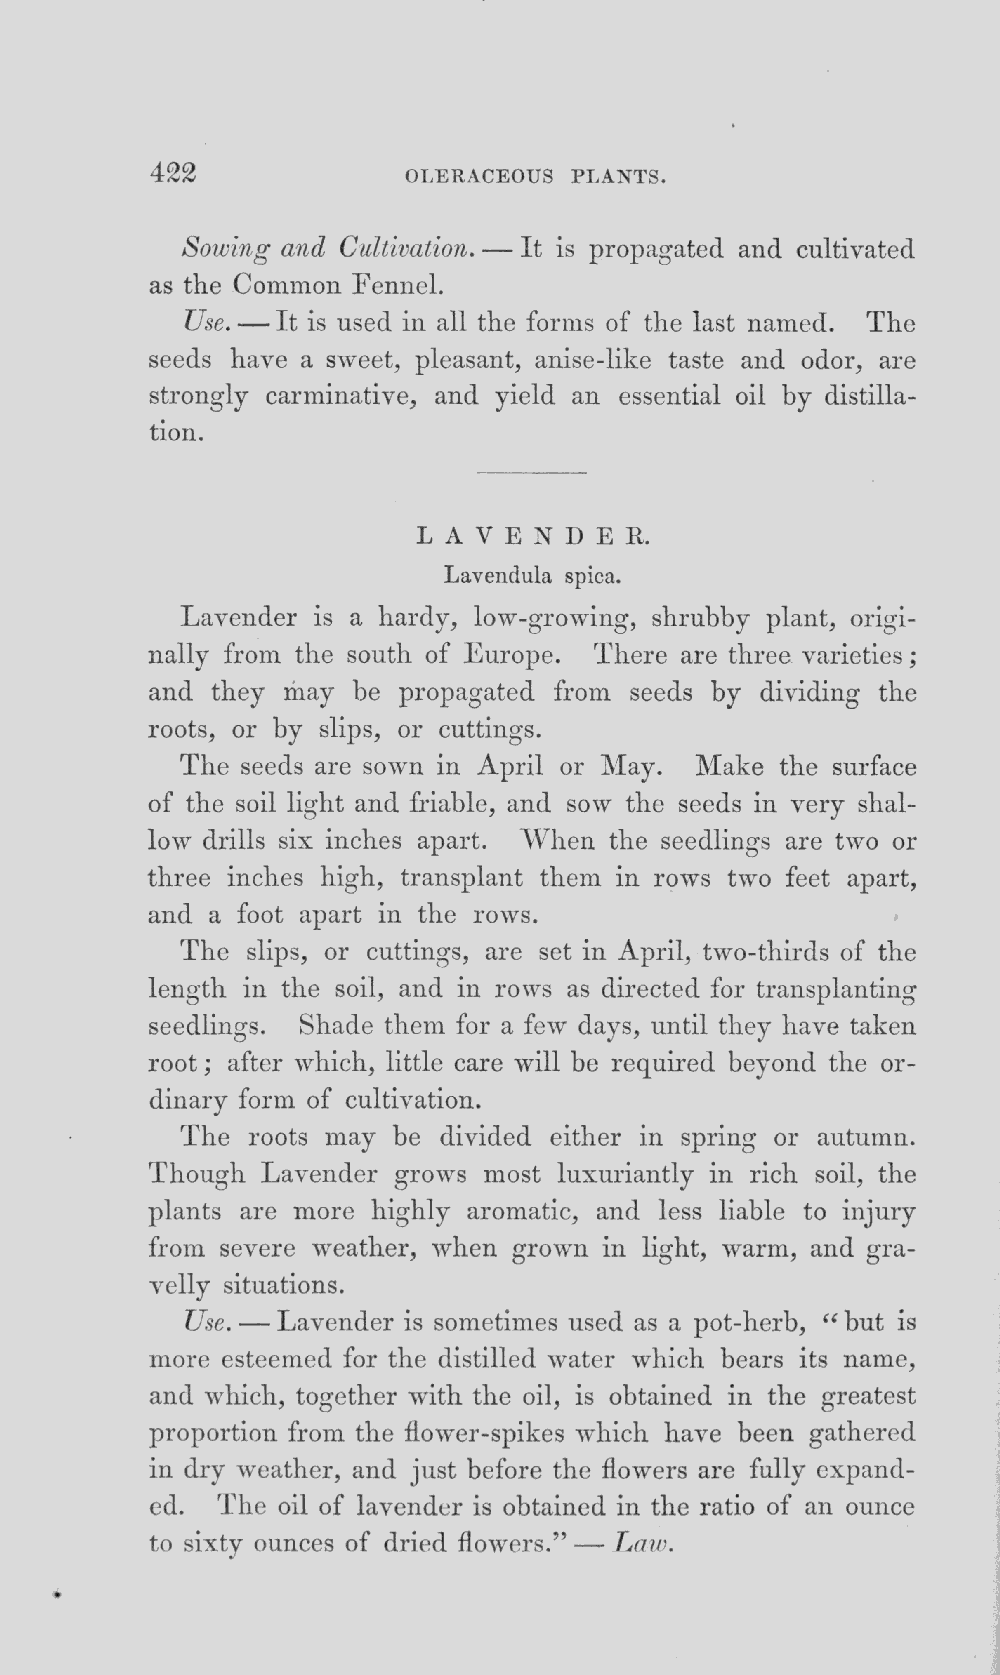 422 OLERACEOUS PLANTS.
Sowing and Cultivation. — It is propagated and cultivated
as the Common Fennel.
Use. — It is used in all the forms of the last named. The
seeds have a sweet, pleasant, anise-like taste and odor, are
strongly carminative, and yield an essential oil by distilla-
tion.
LAVENDER.
Lavendula spica.
Lavender is a hardy, low-growing, shrubby plant, origi-
nally from the south of Europe. There are three varieties;
and they may be propagated from seeds by dividing the
roots, or by slips, or cuttings.
The seeds are sown in April or May. Make the surface
of the soil light and friable, and sow the seeds in very shal-
low drills six inches apart. When the seedlings are two or
three inches high, transplant them in rows two feet apart,
and a foot apart in the rows.
The slips, or cuttings, are set in April, two-thirds of the
length in the soil, and in rows as directed for transplanting
seedlings. Shade them for a few days, until they have taken
root; after which, little care will be required beyond the or-
dinary form of cultivation.
The roots may be divided either in spring or autumn.
Though Lavender grows most luxuriantly in rich soil, the
plants are more highly aromatic, and less liable to injury
from severe weather, when grown in light, warm, and gra-
velly situations.
Use. — Lavender is sometimes used as a pot-herb, “but is
more esteemed for the distilled water which bears its name,
and which, together with the oil, is obtained in the greatest
proportion from the flower-spikes which have been gathered
in dry weather, and just before the flowers are fully expand-
ed. The oil of lavender is obtained in the ratio of an ounce
to sixty ounces of dried flowers.” — Law.